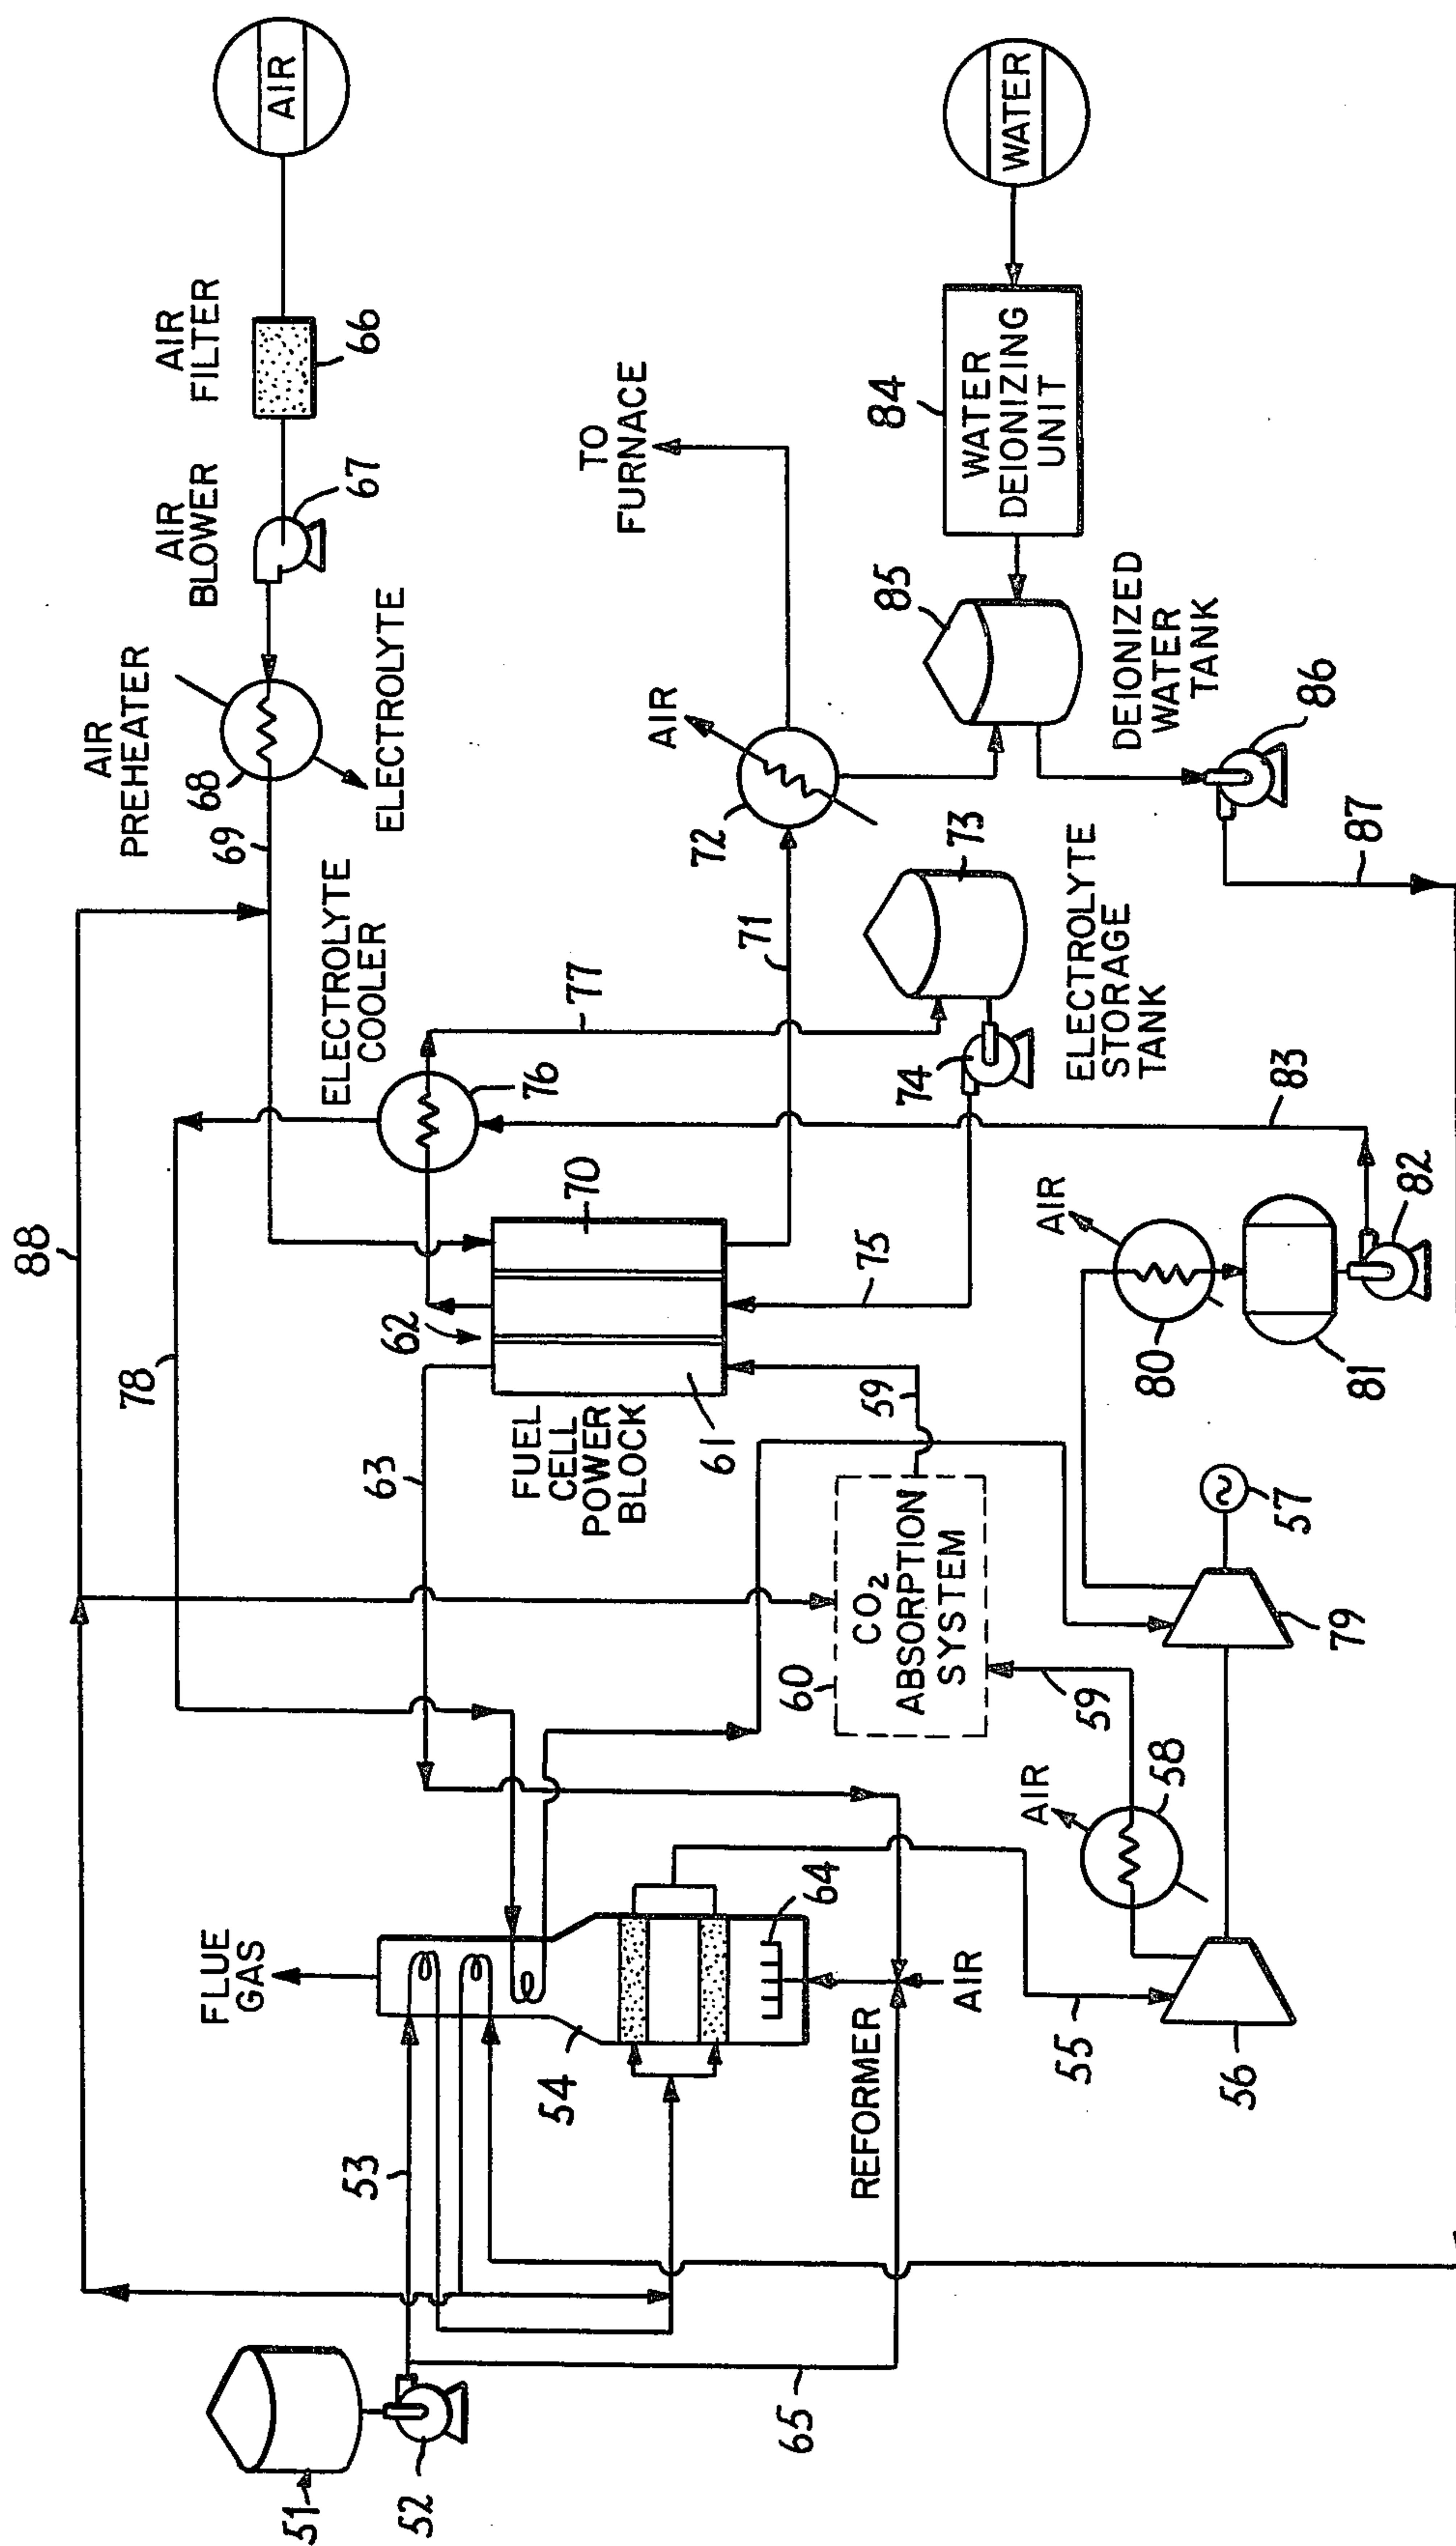 88
78
AIR
AIR
FILTER
66
AIR
BLOWER
67
AIR
PREHEATER
68
69
ELECTROLYTE
ELECTROLYTE
COOLER
76
77
TO
FURNACE
AIR
72
71
WATER
84
WATER
DEIONIZING
UNIT
85
DEIONIZED
WATER
TANK
86
87
73
74
ELECTROLYTE
STORAGE
TANK
75
70
62
61
63
FUEL
CELL
POWER
BLOCK
59
60
CO2
ABSORPTION
SYSTEM
59
AIR
58
AIR
80
81
82
83
57
79
56
55
FLUE
GAS
54
64
REFORMER
AIR
53
65
51
52